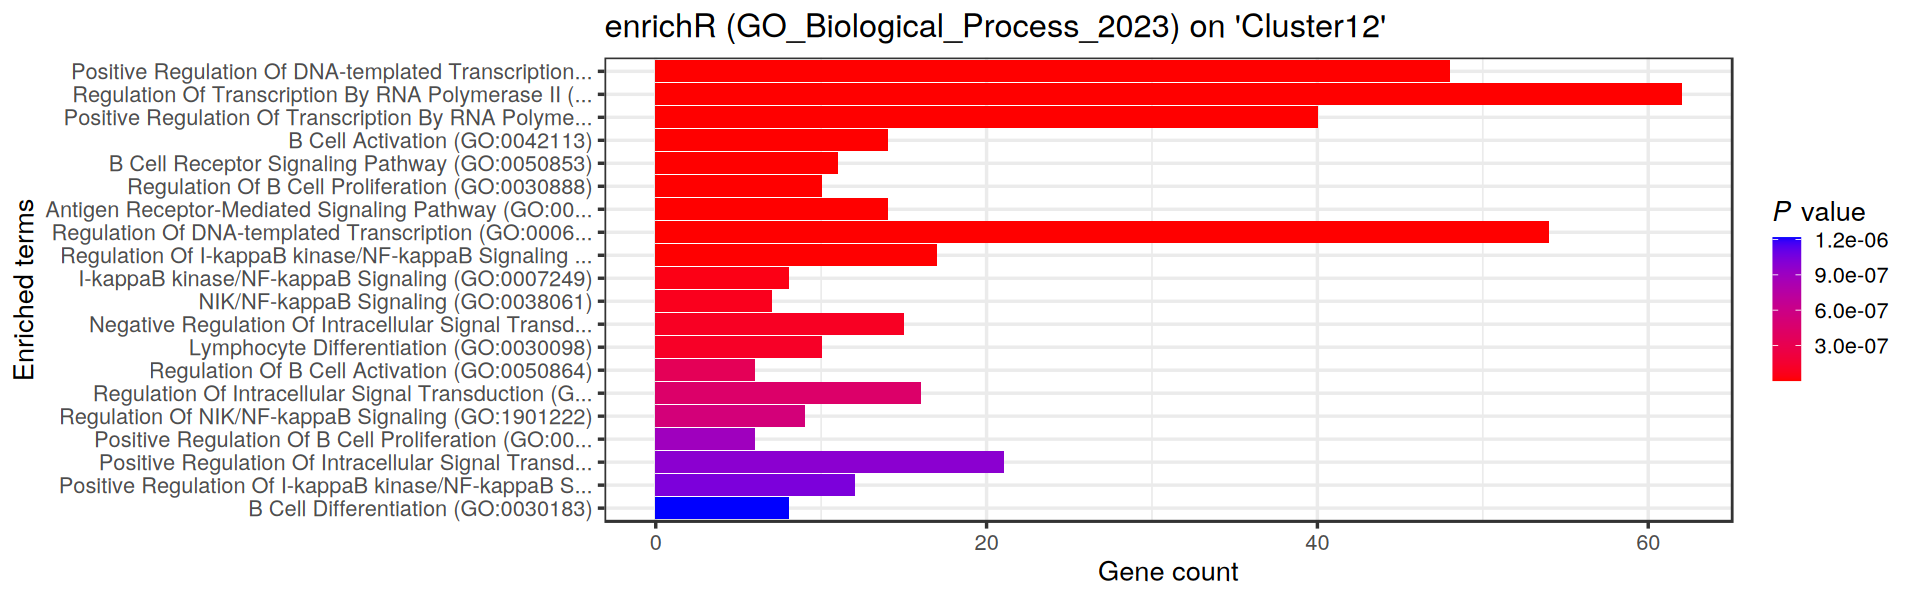 enrichR (GO_Biological_Process_2023) on 'Cluster12'
Positive Regulation Of DNA-templated Transcription...
Regulation Of Transcription By RNA Polymerase II (...
Positive Regulation Of Transcription By RNA Polyme...
B Cell Activation (GO:0042113)
B Cell Receptor Signaling Pathway (GO:0050853)
Regulation Of B Cell Proliferation (GO:0030888)
Antigen Receptor-Mediated Signaling Pathway (GO:00...
Regulation Of DNA-templated Transcription (GO:0006...
Regulation Of I-kappaB kinase/NF-kappaB Signaling ...
I-kappaB kinase/NF-kappaB Signaling (GO:0007249)
NIK/NF-kappaB Signaling (GO:0038061)
Negative Regulation Of Intracellular Signal Transd...
Lymphocyte Differentiation (GO:0030098)
Regulation Of B Cell Activation (GO:0050864)
Regulation Of Intracellular Signal Transduction (G...
Regulation Of NIK/NF-kappaB Signaling (GO:1901222)
Positive Regulation Of B Cell Proliferation (GO:00...
Positive Regulation Of Intracellular Signal Transd...
Positive Regulation Of I-kappaB kinase/NF-kappaB S...
B Cell Differentiation (GO:0030183)
Enriched terms
0 20 40 60
Gene count
P value
1.2e-06
9.0e-07
6.0e-07
3.0e-07